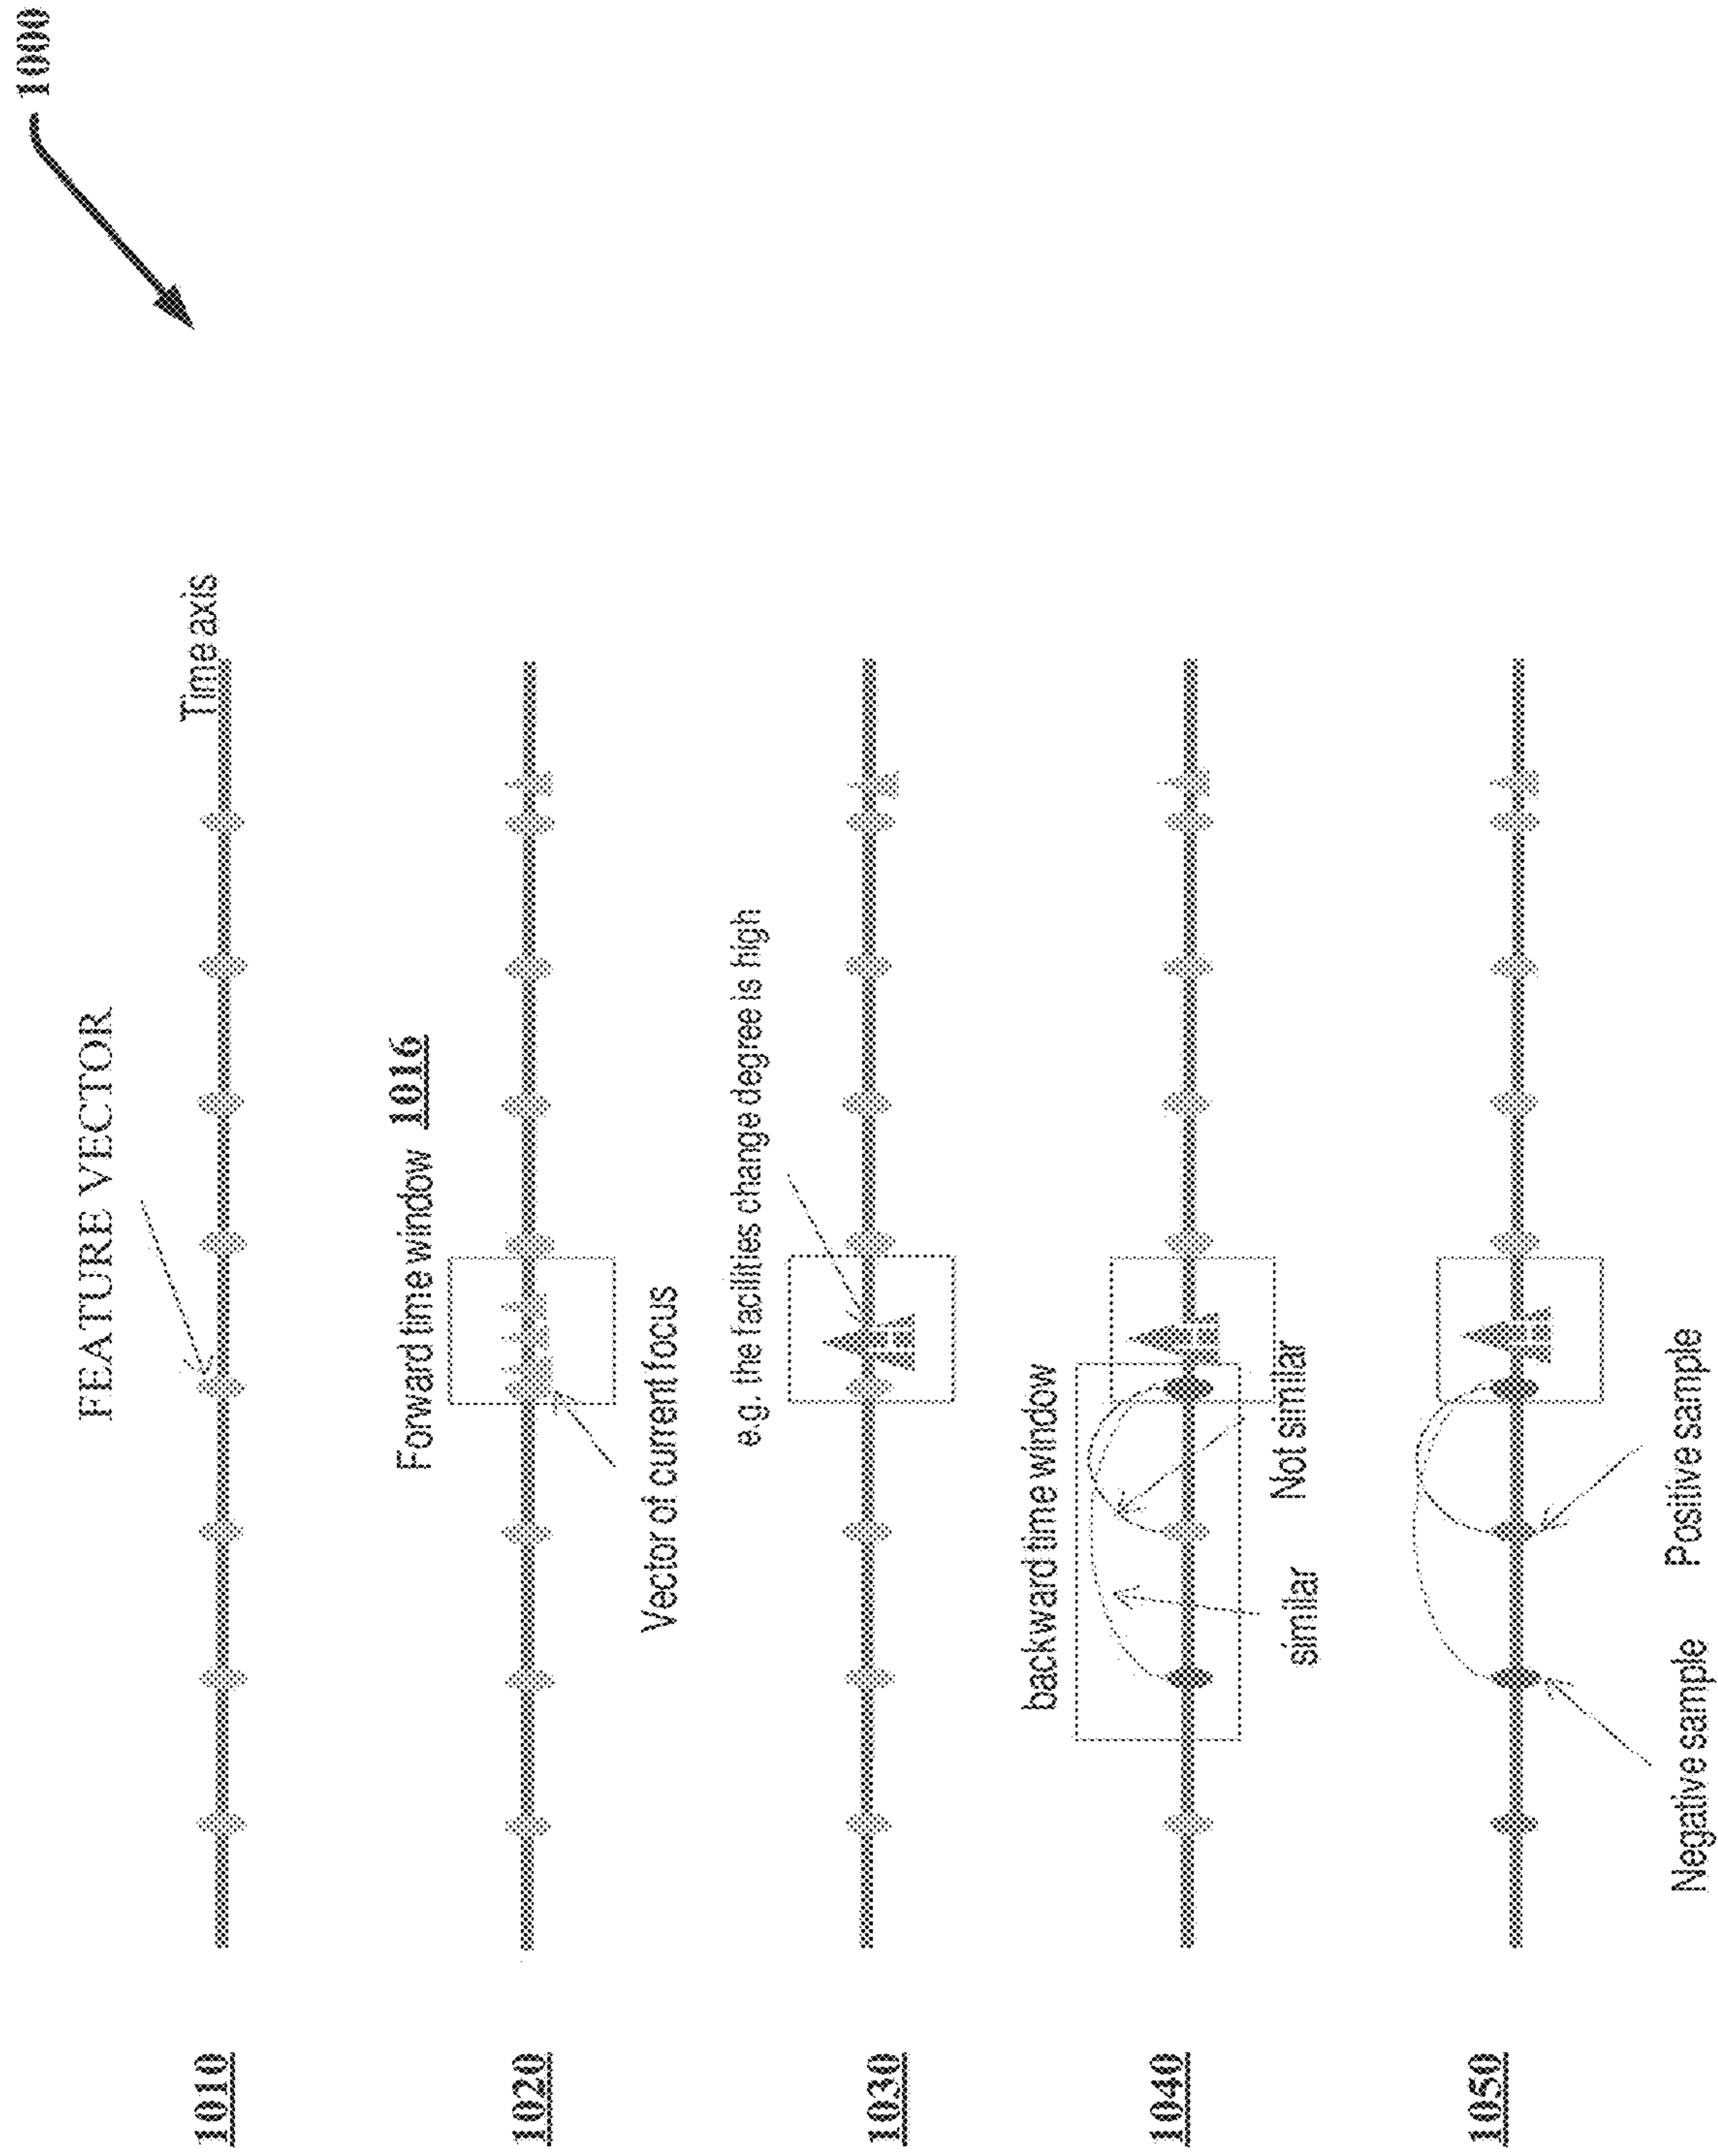 1000
FEATURE VECTOR
Time axis
1010
Forward time window 1016
Vector of current focus
1020
e.g. the facilities change degree is high
1030
backward time window
similar
Not similar
1040
Negative sample
Positive sample
1050